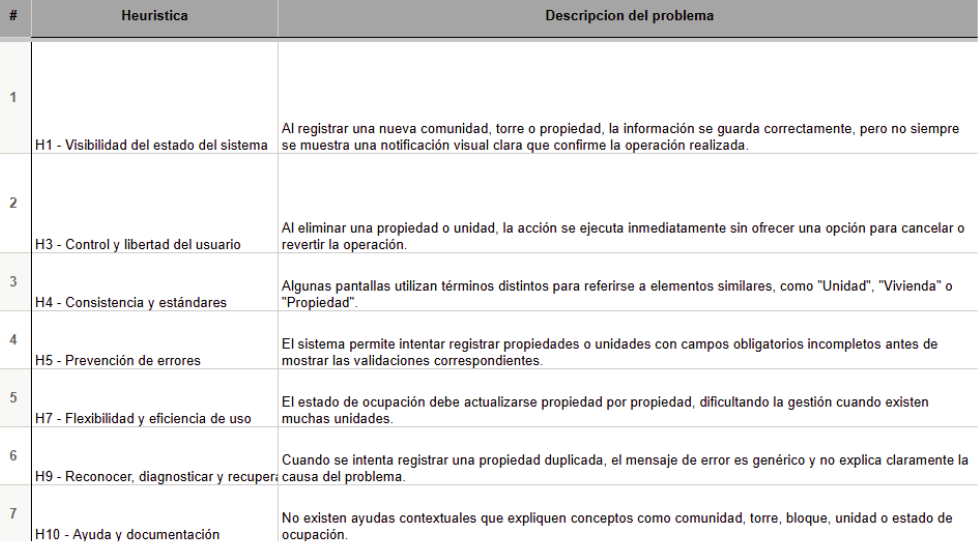 # Heuristica Descripcion del problema
1
H1 - Visibilidad del estado del sistema
Al registrar una nueva comunidad, torre o propiedad, la información se guarda correctamente, pero no siempre
se muestra una notificación visual clara que confirme la operación realizada.
2
H3 - Control y libertad del usuario
Al eliminar una propiedad o unidad, la acción se ejecuta inmediatamente sin ofrecer una opción para cancelar o
revertir la operación.
3
H4 - Consistencia y estándares
Algunas pantallas utilizan términos distintos para referirse a elementos similares, como "Unidad", "Vivienda" o
"Propiedad".
4
H5 - Prevención de errores
El sistema permite intentar registrar propiedades o unidades con campos obligatorios incompletos antes de
mostrar las validaciones correspondientes.
5
H7 - Flexibilidad y eficiencia de uso
El estado de ocupación debe actualizarse propiedad por propiedad, dificultando la gestión cuando existen
muchas unidades.
6
H9 - Reconocer, diagnosticar y recupera
Cuando se intenta registrar una propiedad duplicada, el mensaje de error es genérico y no explica claramente la
causa del problema.
7
H10 - Ayuda y documentación
No existen ayudas contextuales que expliquen conceptos como comunidad, torre, bloque, unidad o estado de
ocupación.